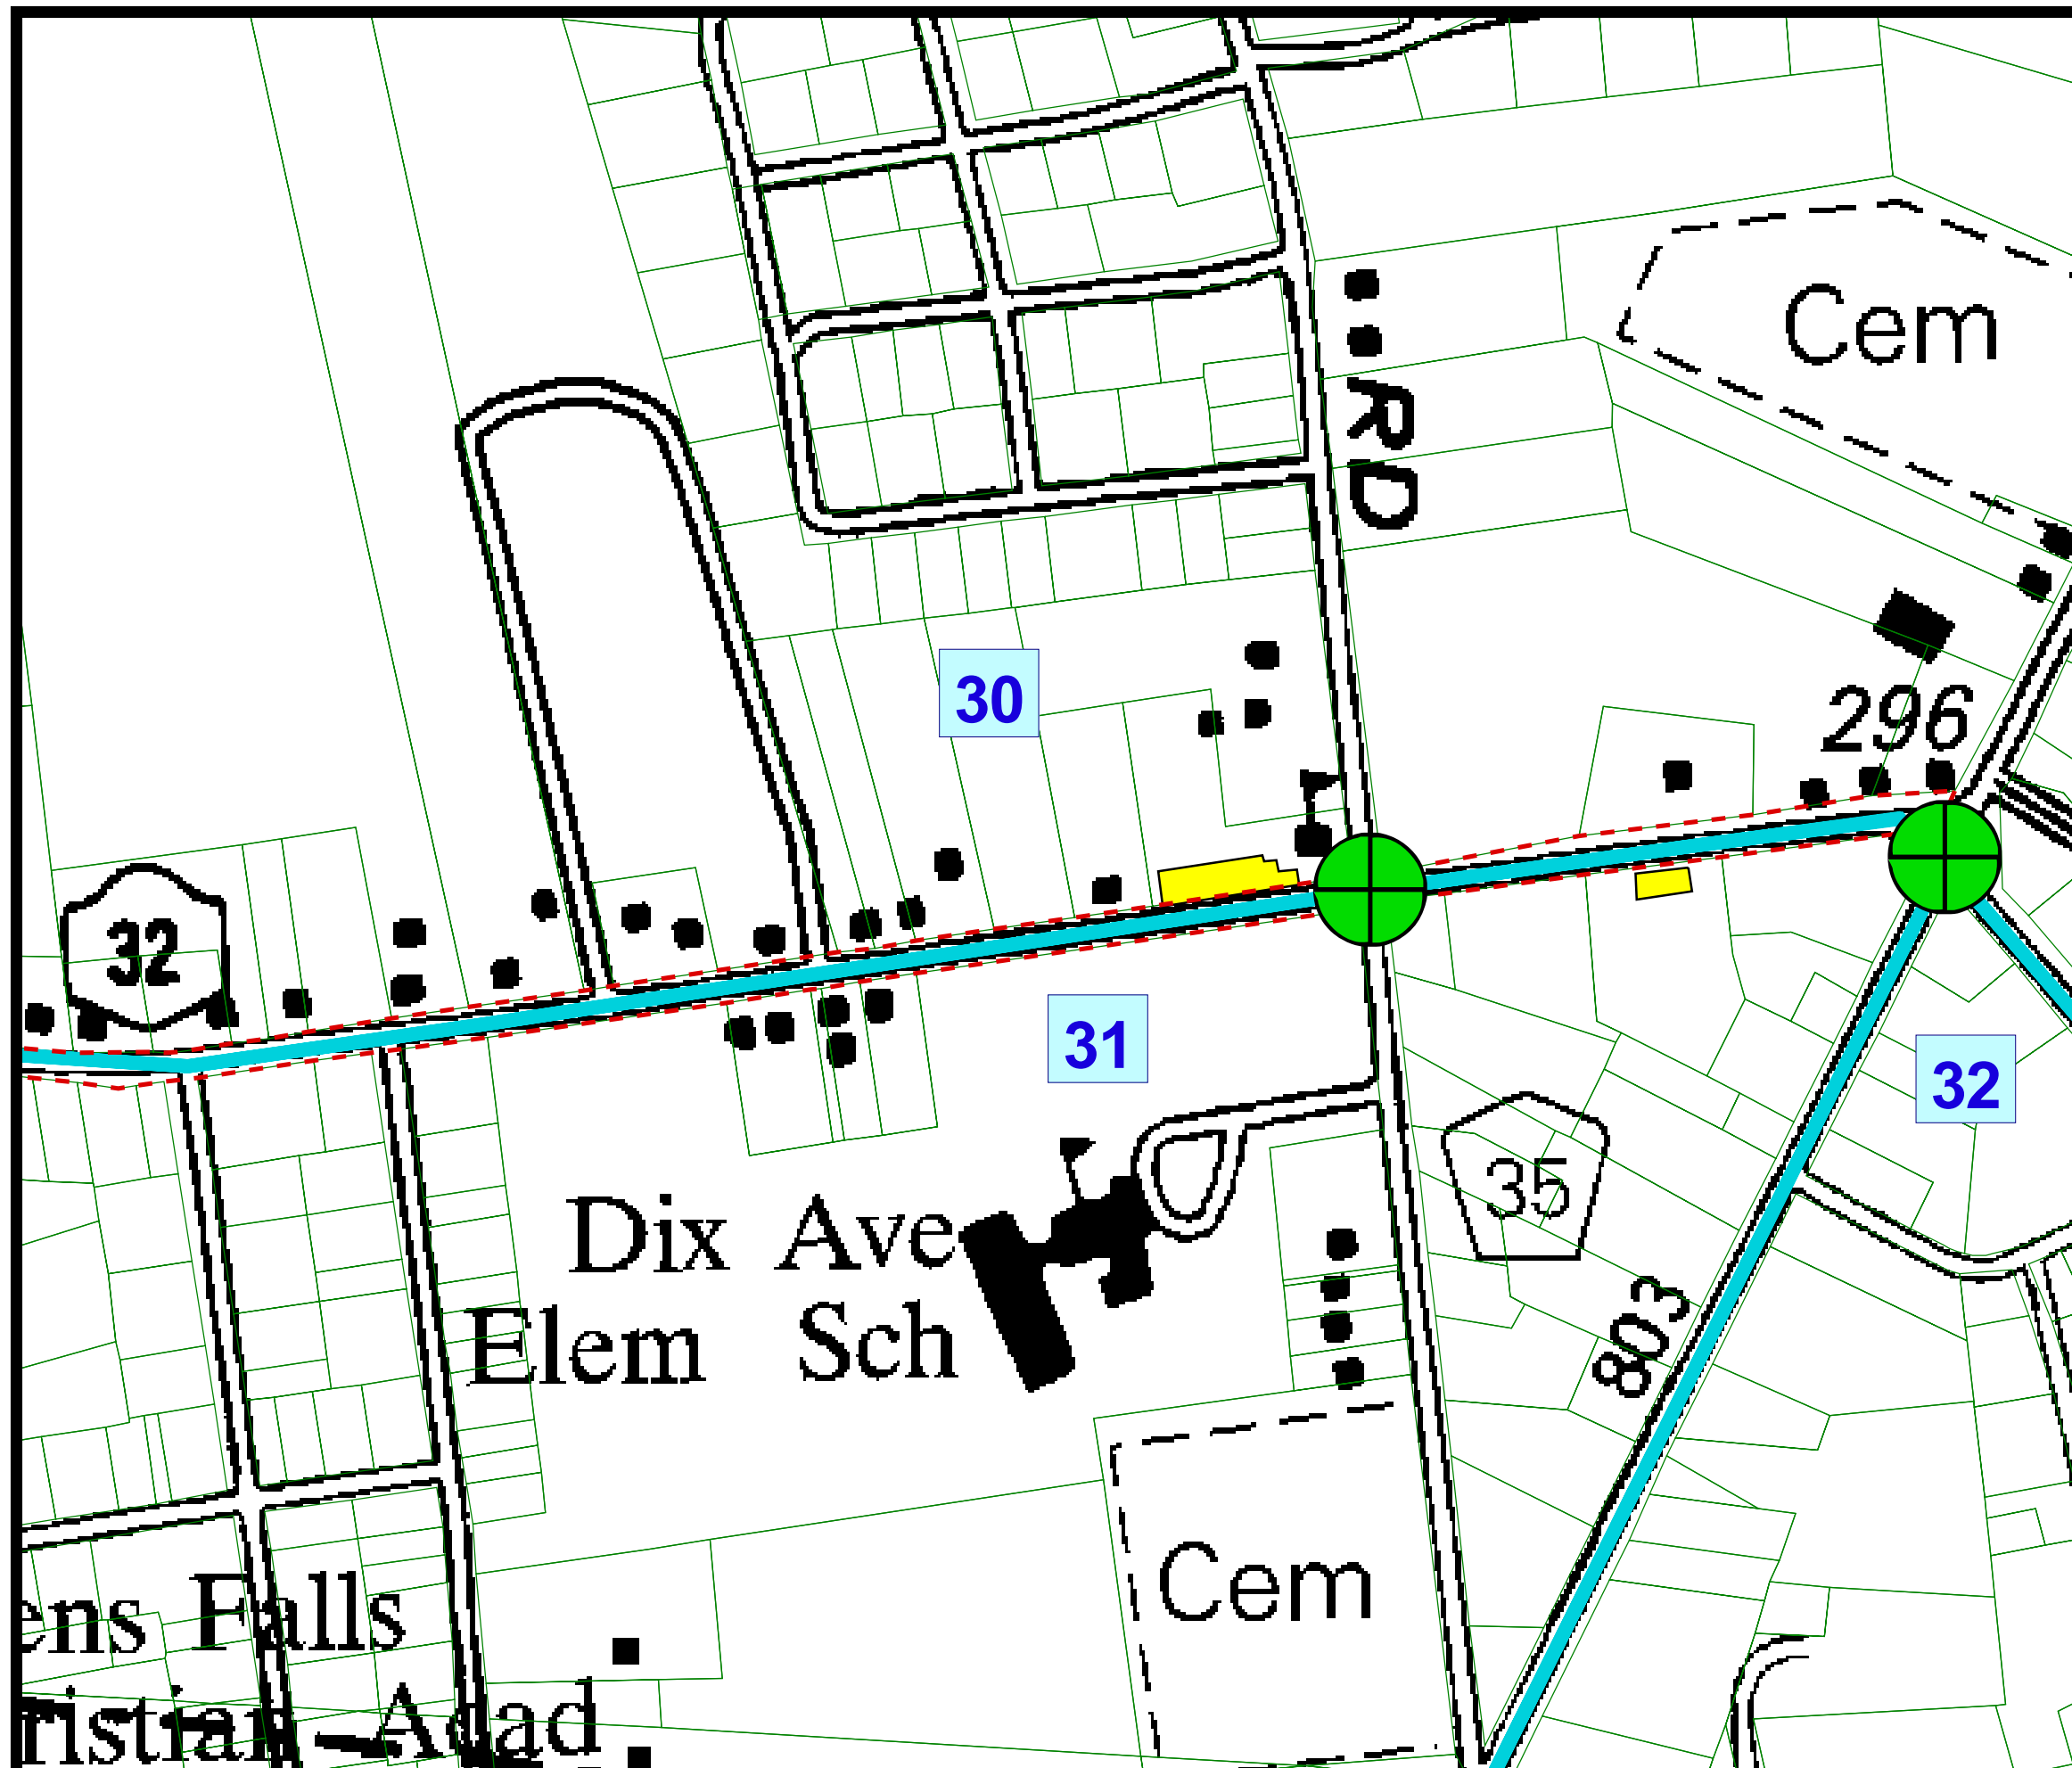 Cem
RD
30
296
32
31
32
35
Dix Ave
Elem Sch
803
Cem
ens Falls
ristian Acad